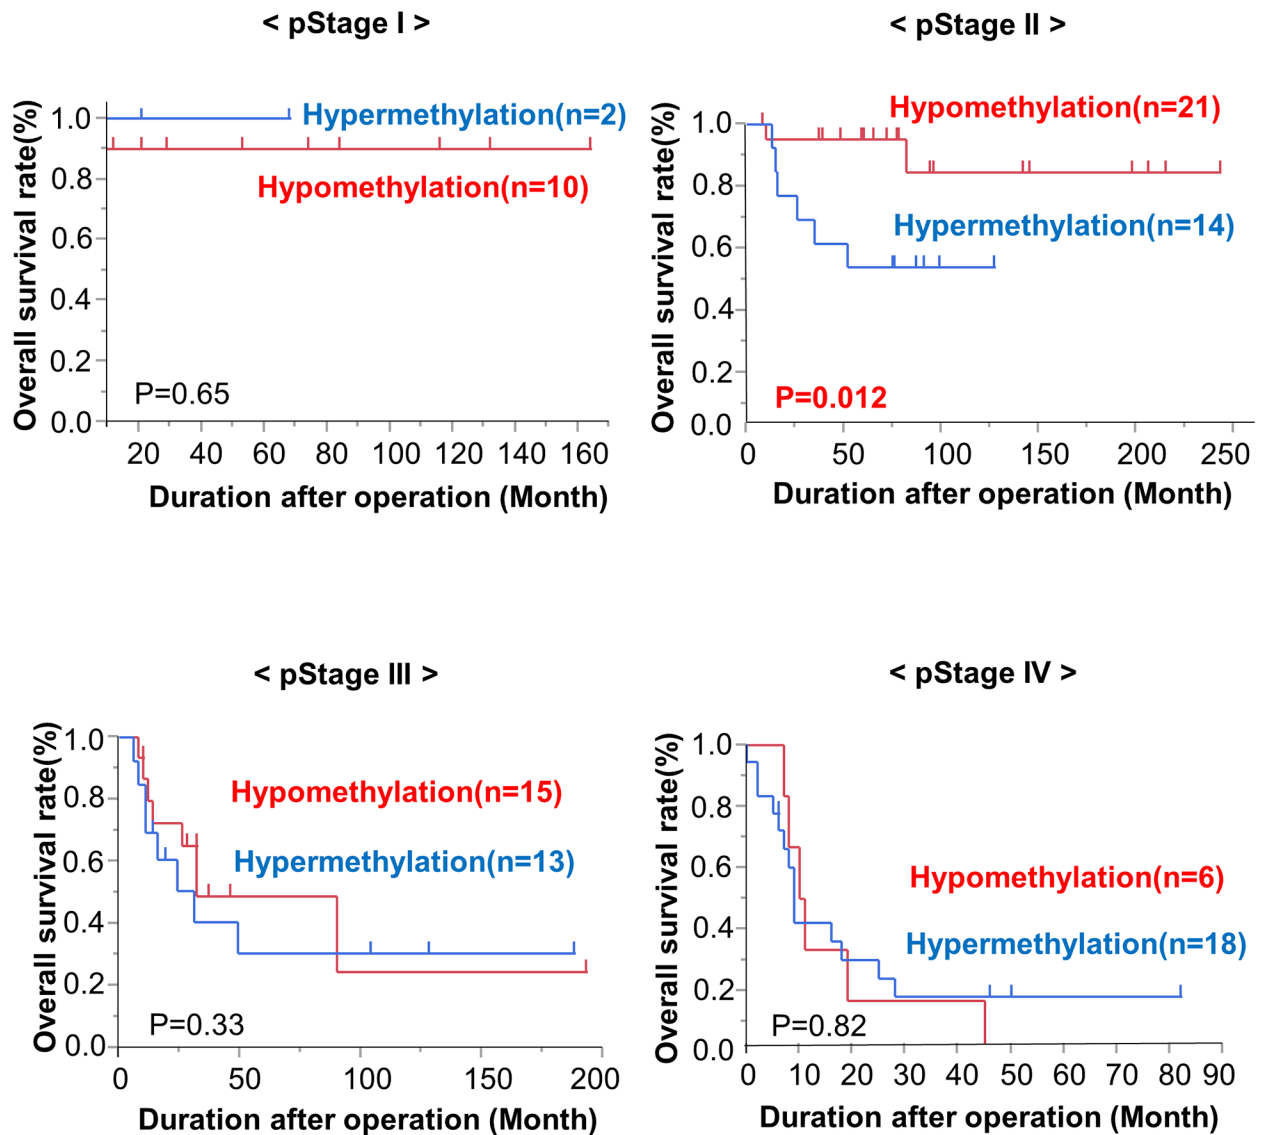 < pStage I >
Overall survival rate(%)
1.0
0.8
0.6
0.4
0.2
0.0
Hypermethylation(n=2)
Hypomethylation(n=10)
P=0.65
20 40 60 80 100 120 140 160
Duration after operation (Month)
< pStage II >
Overall survival rate(%)
1.0
0.8
0.6
0.4
0.2
0.0
Hypomethylation(n=21)
Hypermethylation(n=14)
P=0.012
0 50 100 150 200 250
Duration after operation (Month)
< pStage III >
Overall survival rate(%)
1.0
0.8
0.6
0.4
0.2
0.0
Hypomethylation(n=15)
Hypermethylation(n=13)
P=0.33
0 50 100 150 200
Duration after operation (Month)
< pStage IV >
Overall survival rate(%)
1.0
0.8
0.6
0.4
0.2
0.0
Hypomethylation(n=6)
Hypermethylation(n=18)
P=0.82
0 10 20 30 40 50 60 70 80 90
Duration after operation (Month)